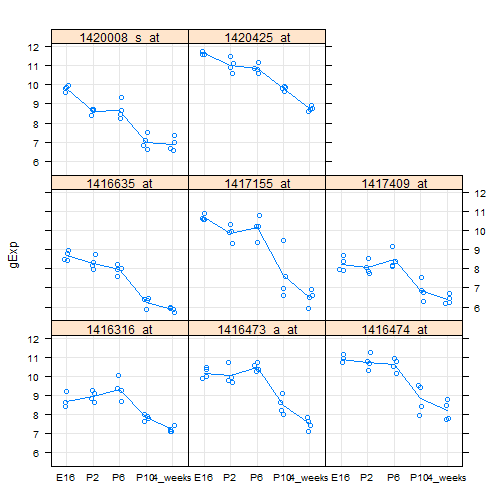 1420008_s_at
1420425_at
12
11
10
9
8
7
6
1416635_at
1417155_at
1417409_at
12
11
10
9
8
7
6
gExp
1416316_at
1416473_a_at
1416474_at
12
11
10
9
8
7
6
E16 P2 P6 P10 4_weeks E16 P2 P6 P10 4_weeks E16 P2 P6 P10 4_weeks